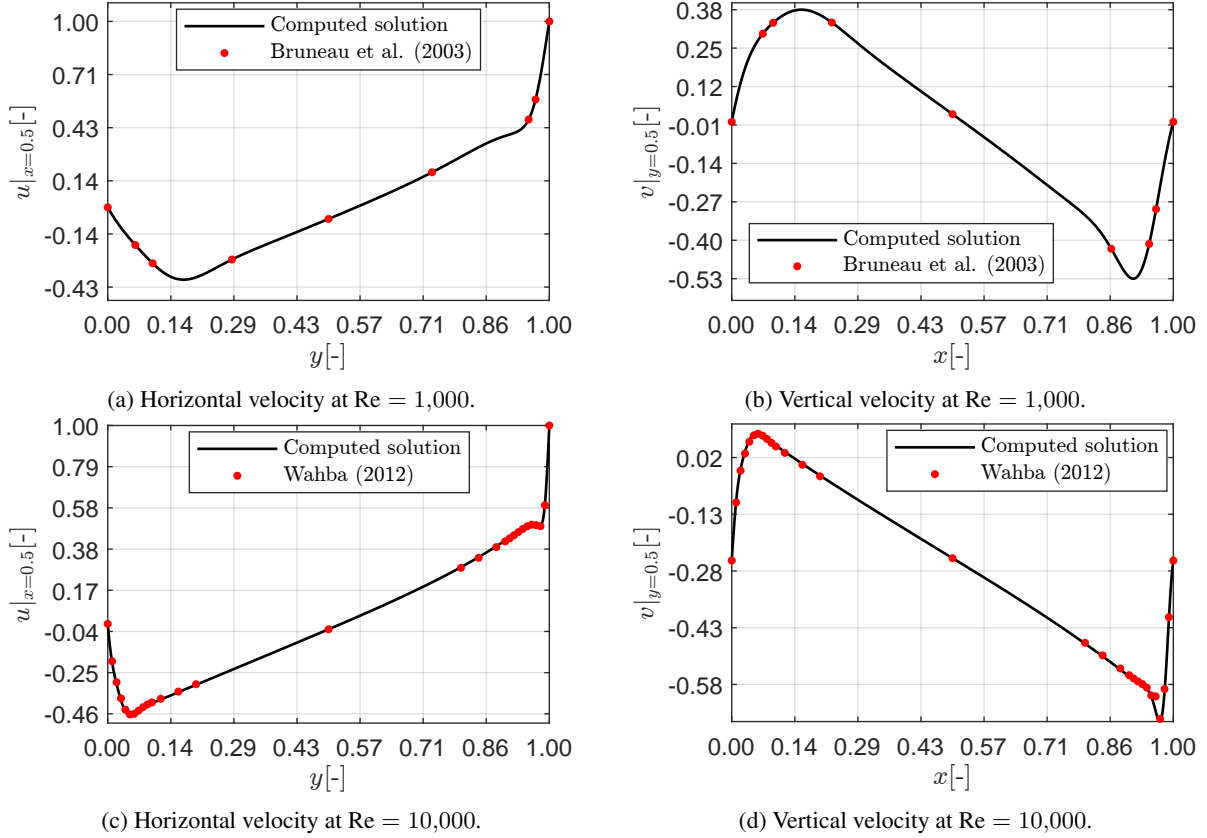 1.00
0.71
0.43
0.14
-0.14
-0.43
u|x=0.5[-]
Computed solution
Bruneau et al. (2003)
0.00 0.14 0.29 0.43 0.57 0.71 0.86 1.00
y[-]
(a) Horizontal velocity at Re = 1,000.
0.38
0.25
0.12
-0.01
-0.14
-0.27
-0.40
-0.53
v|y=0.5[-]
Computed solution
Bruneau et al. (2003)
0.00 0.14 0.29 0.43 0.57 0.71 0.86 1.00
x[-]
(b) Vertical velocity at Re = 1,000.
1.00
0.79
0.58
0.38
0.17
-0.04
-0.25
-0.46
u|x=0.5[-]
Computed solution
Wahba (2012)
0.00 0.14 0.29 0.43 0.57 0.71 0.86 1.00
y[-]
(c) Horizontal velocity at Re = 10,000.
0.02
-0.13
-0.28
-0.43
-0.58
v|y=0.5[-]
Computed solution
Wahba (2012)
0.00 0.14 0.29 0.43 0.57 0.71 0.86 1.00
x[-]
(d) Vertical velocity at Re = 10,000.